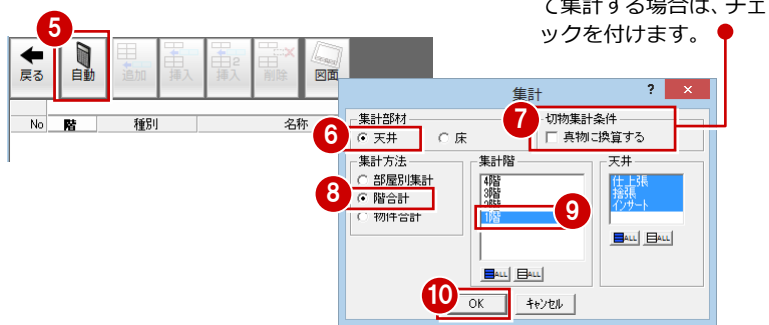 て集計する場合は、チェ
ックを付けます。
5
戻る 自動 追加 挿入 挿入 削除 図面
No 階 種別 名称
集計 ? ×
集計部材
6 天井 床
7 切物集計条件
真物に換算する
集計方法
部屋別集計
8 階合計
物件合計
集計階
4階
3階
2階
1階 9
ALL ALL
天井
仕上張
捨張
インサート
ALL ALL
10 OK キャンセル